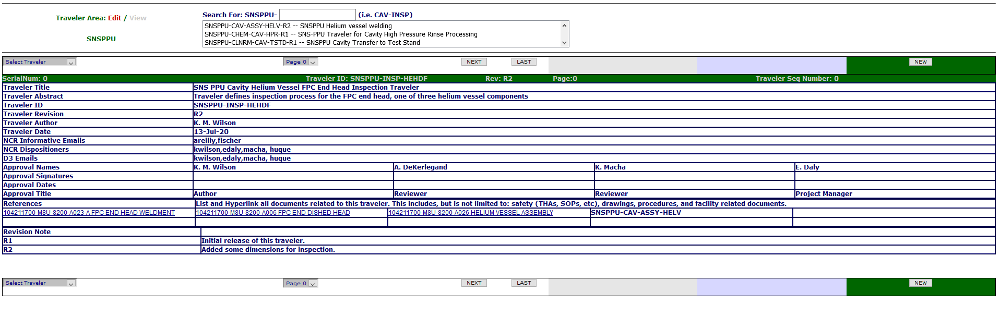 Traveler Area: Edit / View
SNSPPU
Search For: SNSPPU- (i.e. CAV-INSP)
SNSPPU-CAV-ASSY-HELV-R2 -- SNSPPU Helium vessel welding
SNSPPU-CHEM-CAV-HPR-R1 -- SNS-PPU Traveler for Cavity High Pressure Rinse Processing
SNSPPU-CLNRM-CAV-TSTD-R1 -- SNSPPU Cavity Transfer to Test Stand
Select Traveler Page 0 NEXT LAST NEW
SerialNum: 0 Traveler ID: SNSPPU-INSP-HEHDF Rev: R2 Page:0 Traveler Seq Number: 0
Traveler Title SNS PPU Cavity Helium Vessel FPC End Head Inspection Traveler
Traveler Abstract Traveler defines inspection process for the FPC end head, one of three helium vessel components
Traveler ID SNSPPU-INSP-HEHDF
Traveler Revision R2
Traveler Author K. M. Wilson
Traveler Date 13-Jul-20
NCR Informative Emails areilly,fischer
NCR Dispositioners kwilson,edaly,macha, huque
D3 Emails kwilson,edaly,macha, huque
Approval Names K. M. Wilson A. DeKerlegand K. Macha E. Daly
Approval Signatures
Approval Dates
Approval Title Author Reviewer Reviewer Project Manager
References List and Hyperlink all documents related to this traveler. This includes, but is not limited to: safety (THAs, SOPs, etc), drawings, procedures, and facility related documents.
104211700-M8U-8200-A023-A FPC END HEAD WELDMENT 104211700-M8U-8200-A006 FPC END DISHED HEAD 104211700-M8U-8200-A026 HELIUM VESSEL ASSEMBLY SNSPPU-CAV-ASSY-HELV
Revision Note
R1 Initial release of this traveler.
R2 Added some dimensions for inspection.
Select Traveler Page 0 NEXT LAST NEW